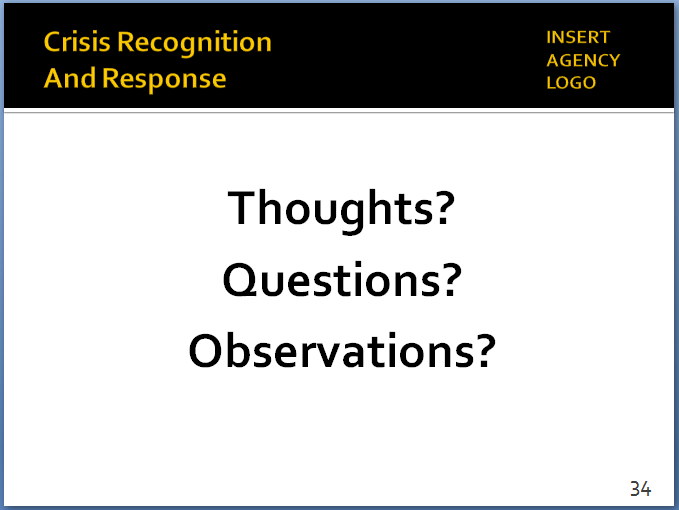 Crisis Recognition
And Response
INSERT
AGENCY
LOGO
Thoughts?
Questions?
Observations?
34